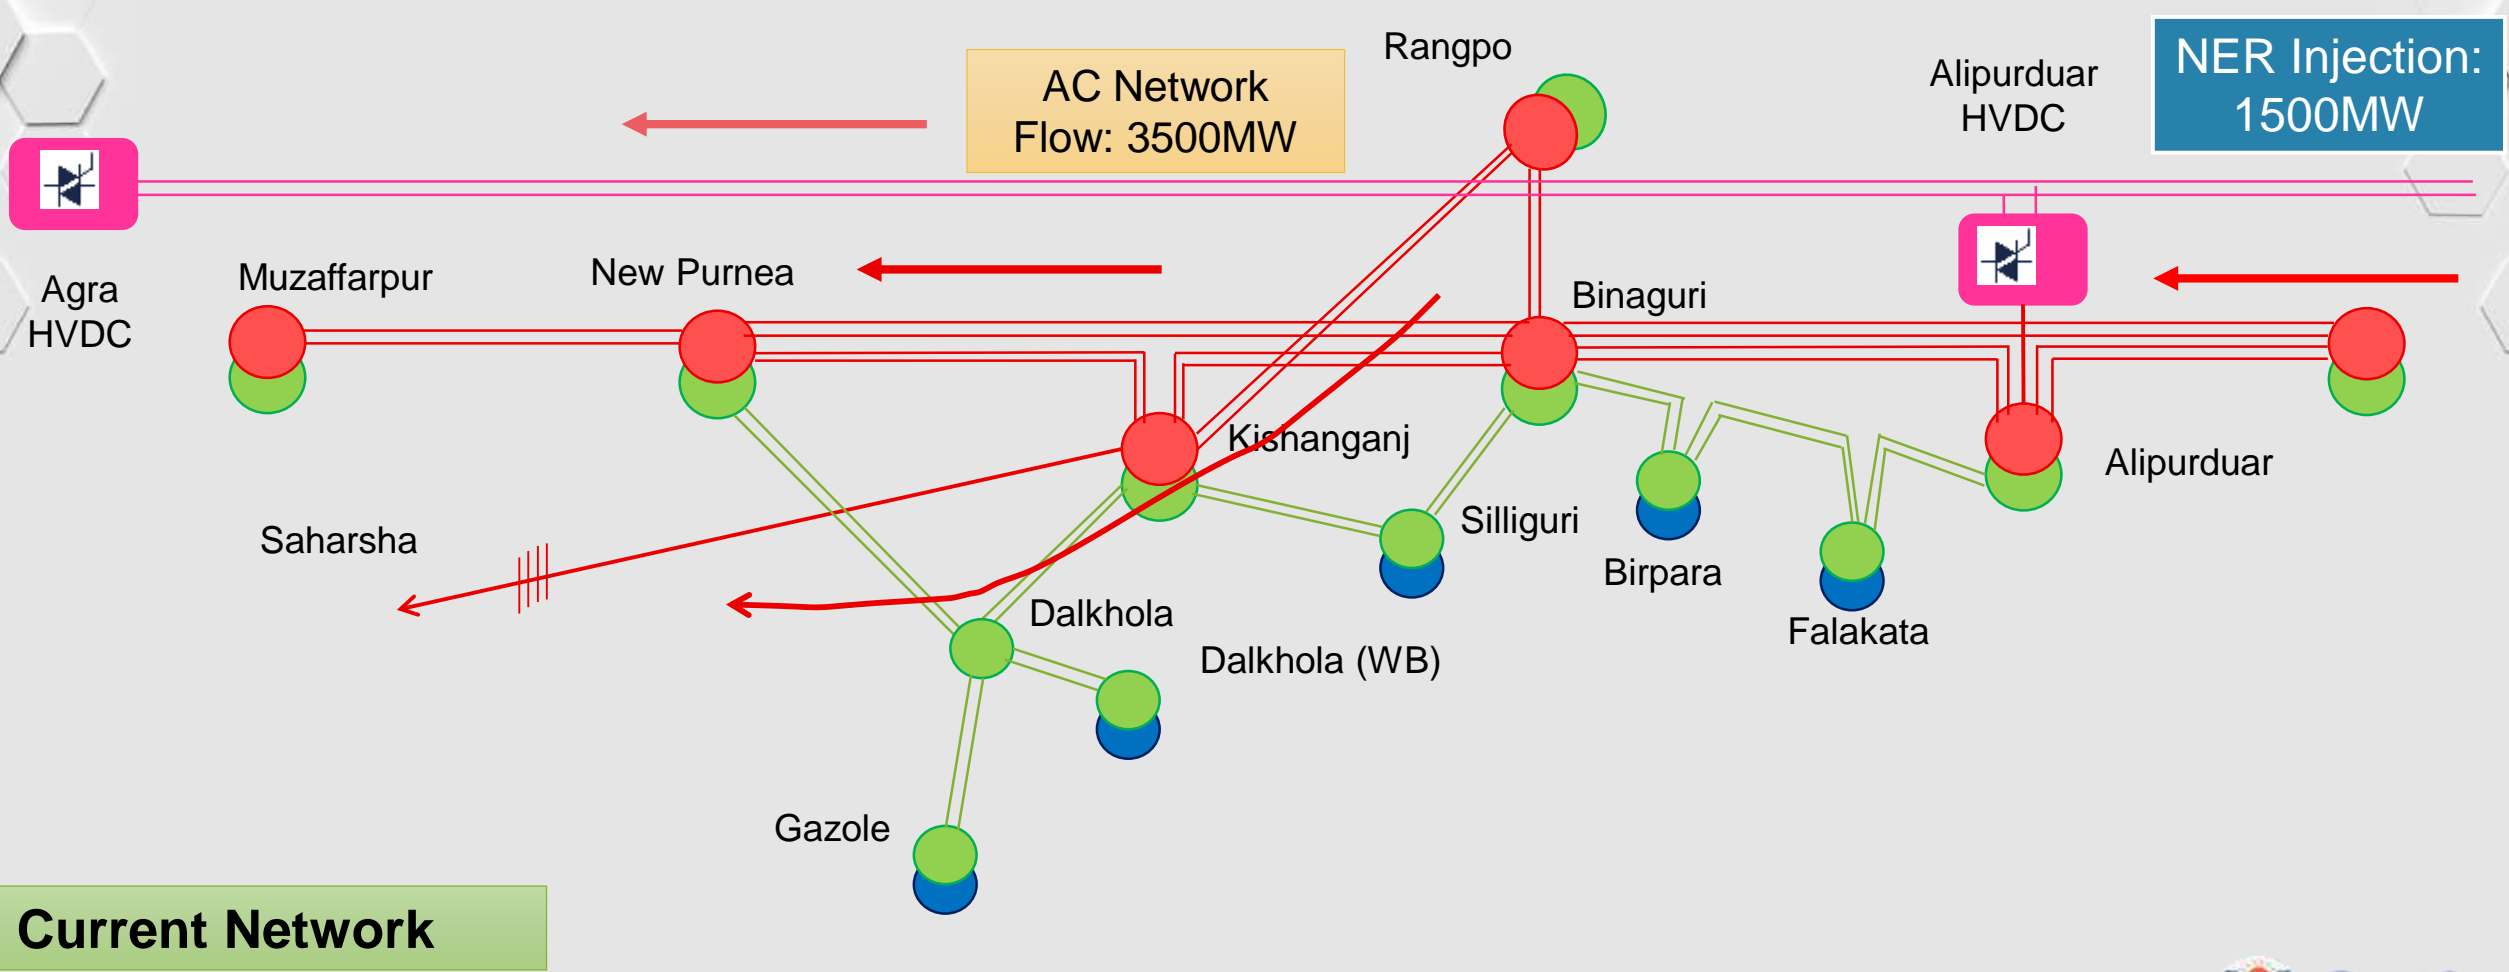 Rangpo
AC Network
Flow: 3500MW
Alipurduar
HVDC
NER Injection:
1500MW
Agra
HVDC
Muzaffarpur
New Purnea
Binaguri
Kishanganj
Alipurduar
Saharsha
Silliguri
Birpara
Falakata
Dalkhola
Dalkhola (WB)
Gazole
Current Network